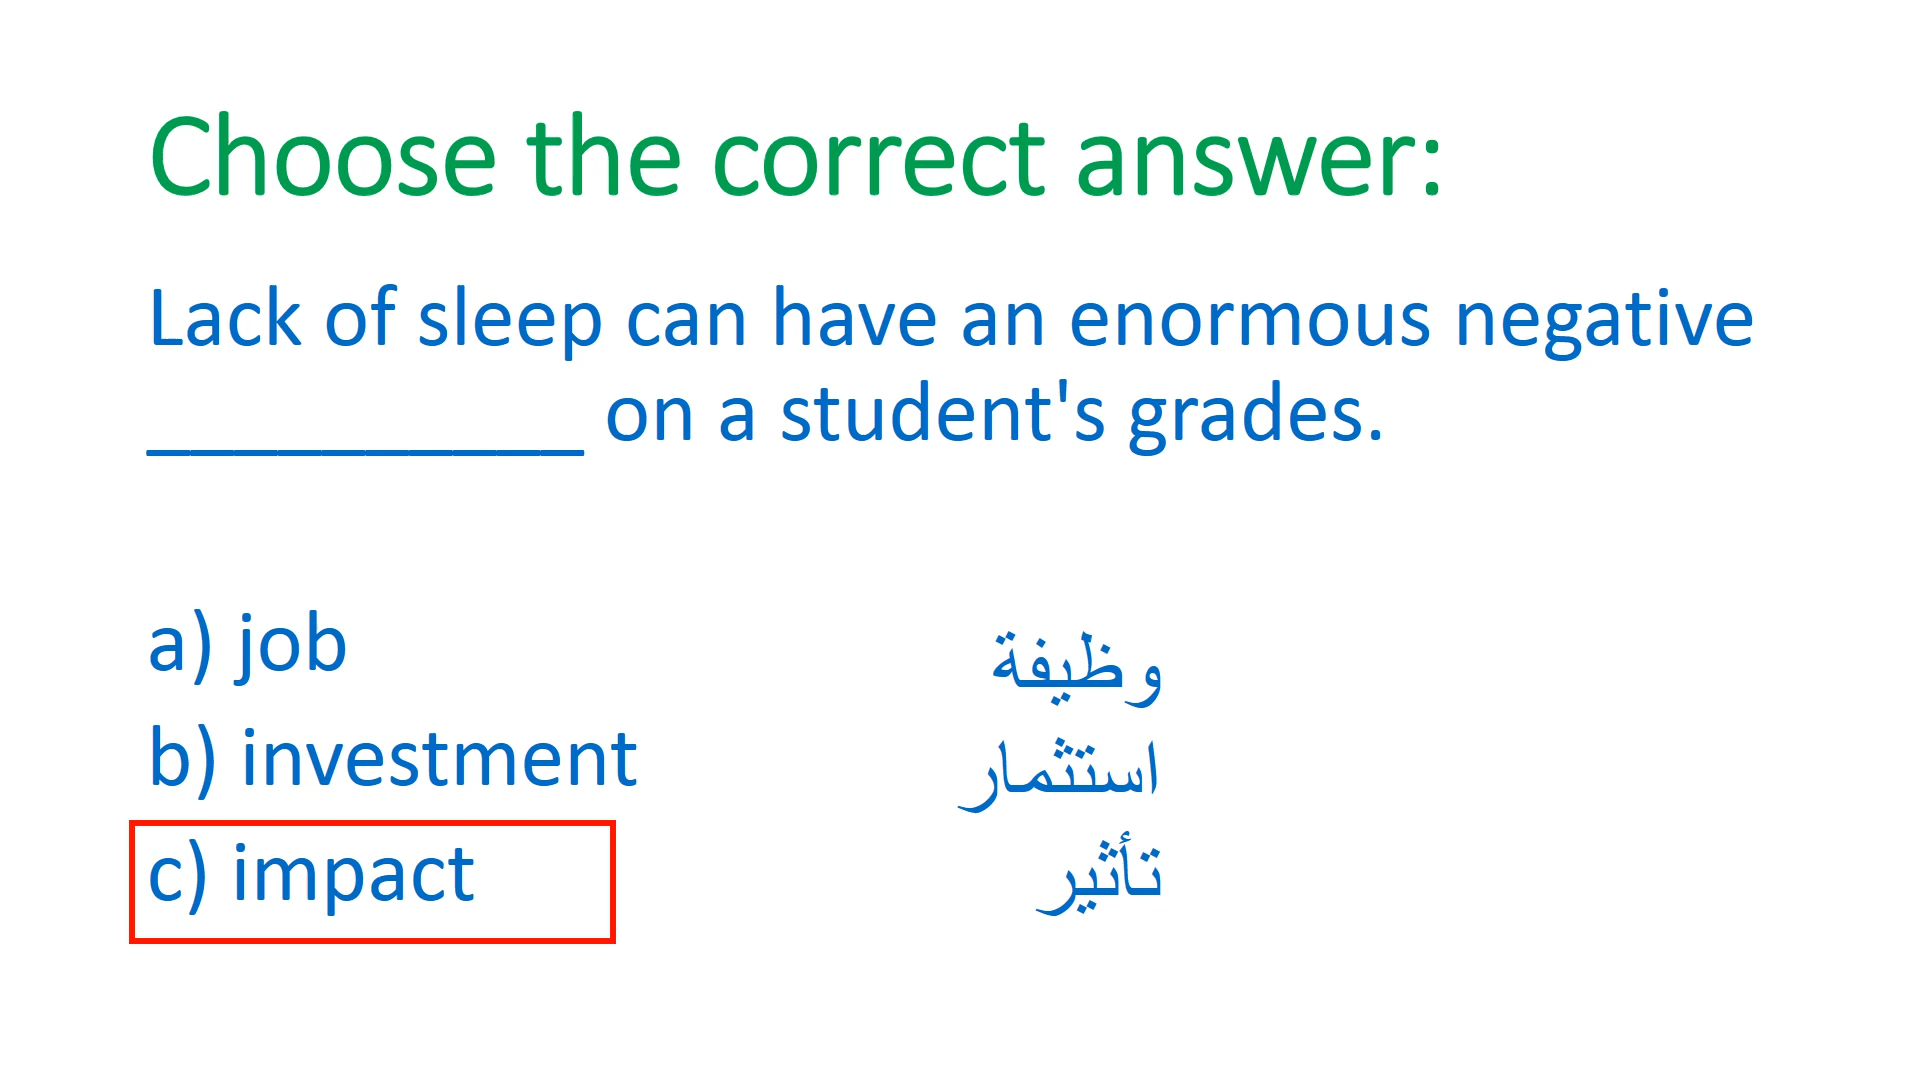 Choose the correct answer:
Lack of sleep can have an enormous negative
__________ on a student's grades.
a) job
وظيفة
b) investment
استثمار
c) impact
تأثير